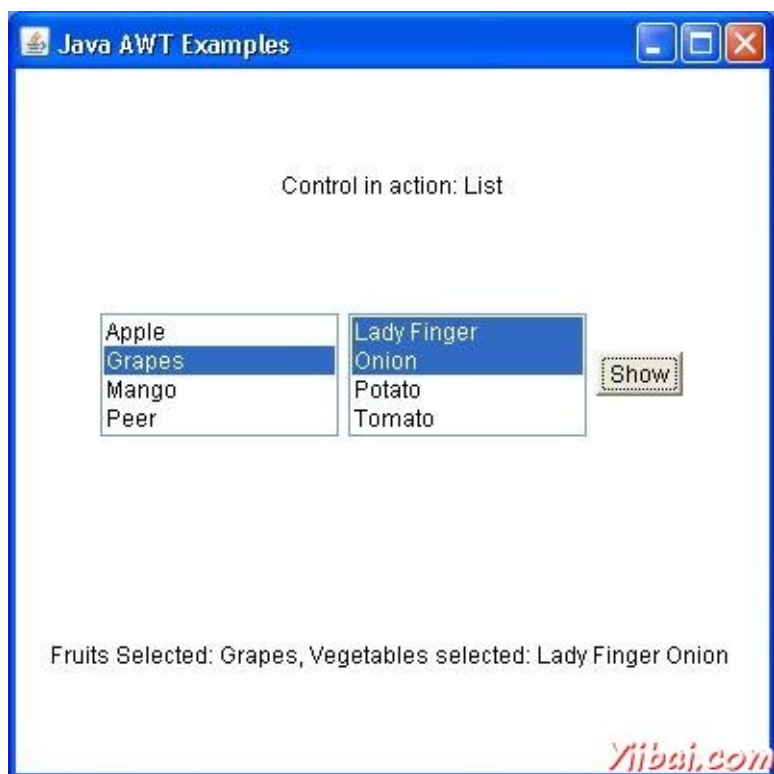 Java AWT Examples
Control in action: List
Apple
Grapes
Mango
Peer
Lady Finger
Onion
Potato
Tomato
Show
Fruits Selected: Grapes, Vegetables selected: Lady Finger Onion
Yiibai.com